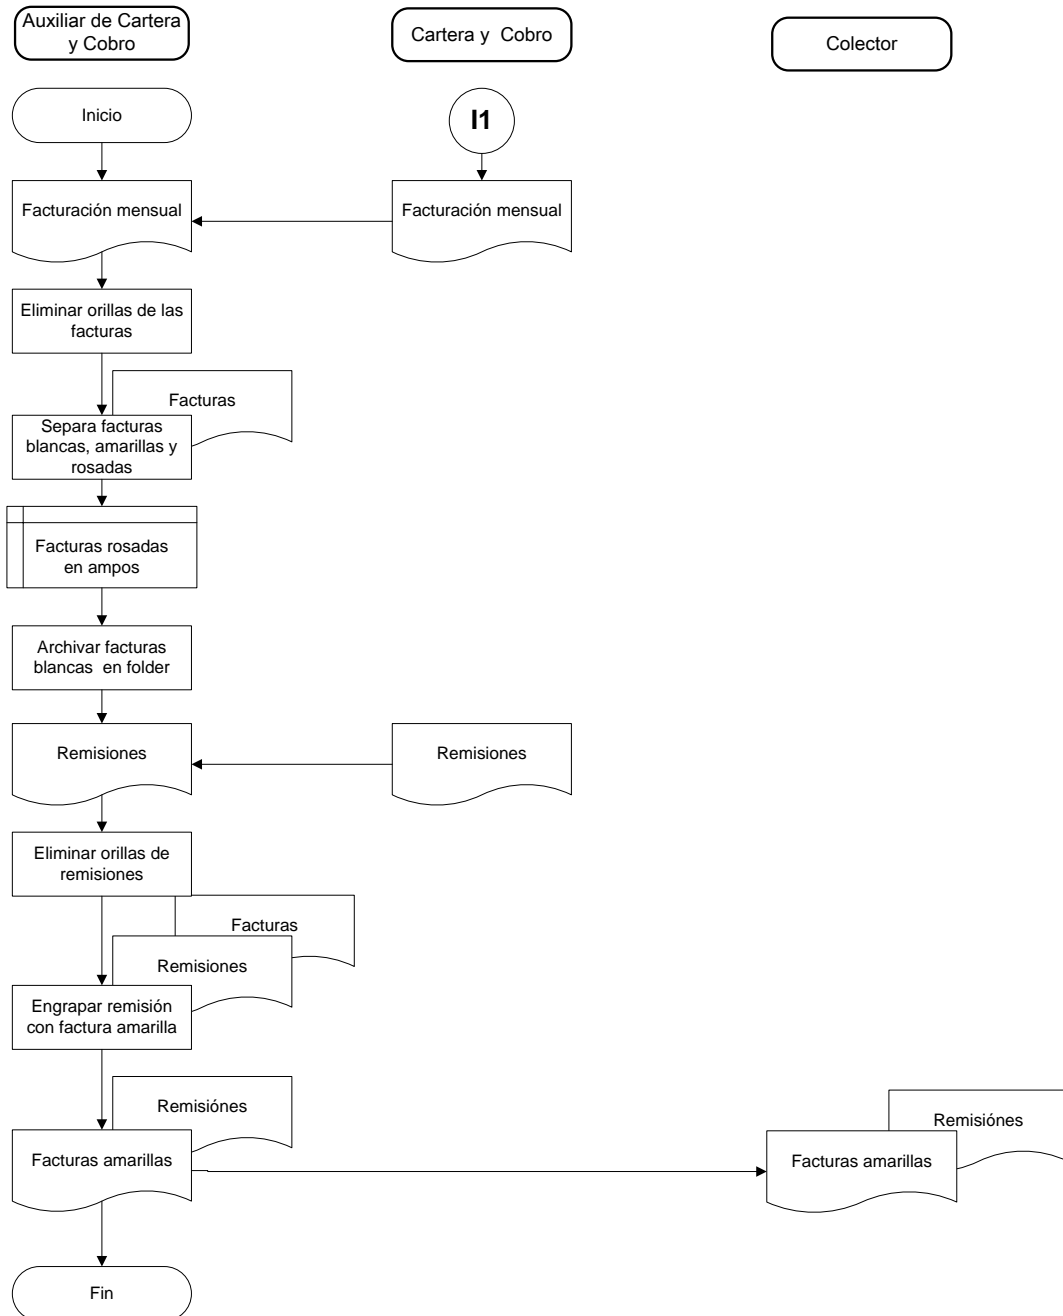 Auxiliar de Cartera
y Cobro
Cartera y  Cobro
Colector
Inicio
I1
Facturación mensual
Facturación mensual
Eliminar orillas de las
facturas
Facturas
Separa facturas
blancas, amarillas y
rosadas
Facturas rosadas
en ampos
Archivar facturas
blancas  en folder
Remisiones
Remisiones
Eliminar orillas de
remisiones
Facturas
Remisiones
Engrapar remisión
con factura amarilla
Remisiónes
Remisiónes
Facturas amarillas
Facturas amarillas
Fin